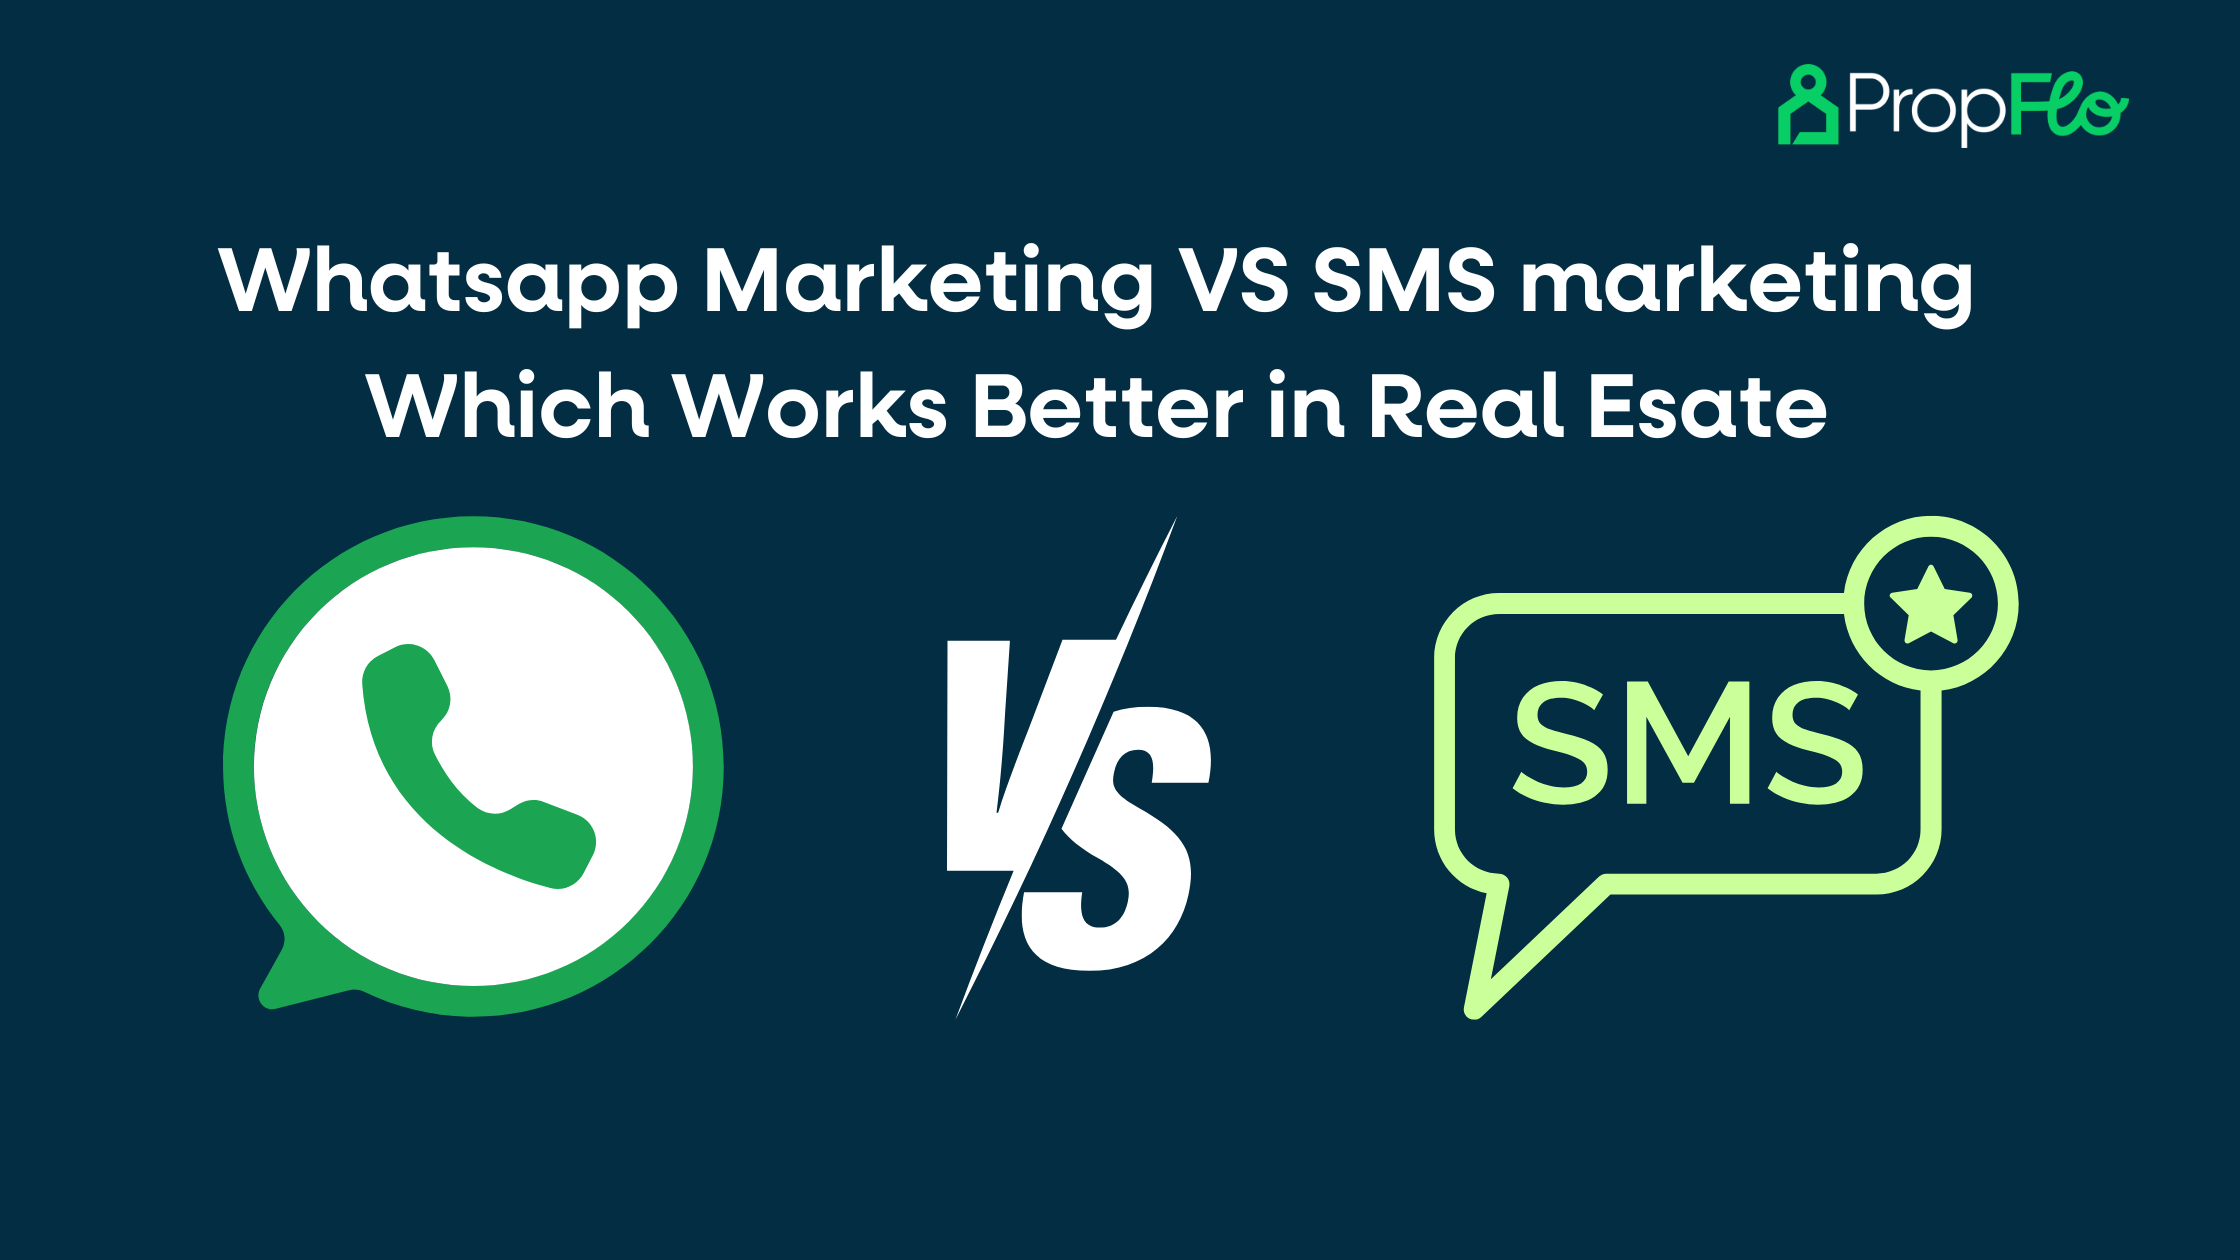 PropFlo
Whatsapp Marketing VS SMS marketing
Which Works Better in Real Esate
VS
SMS